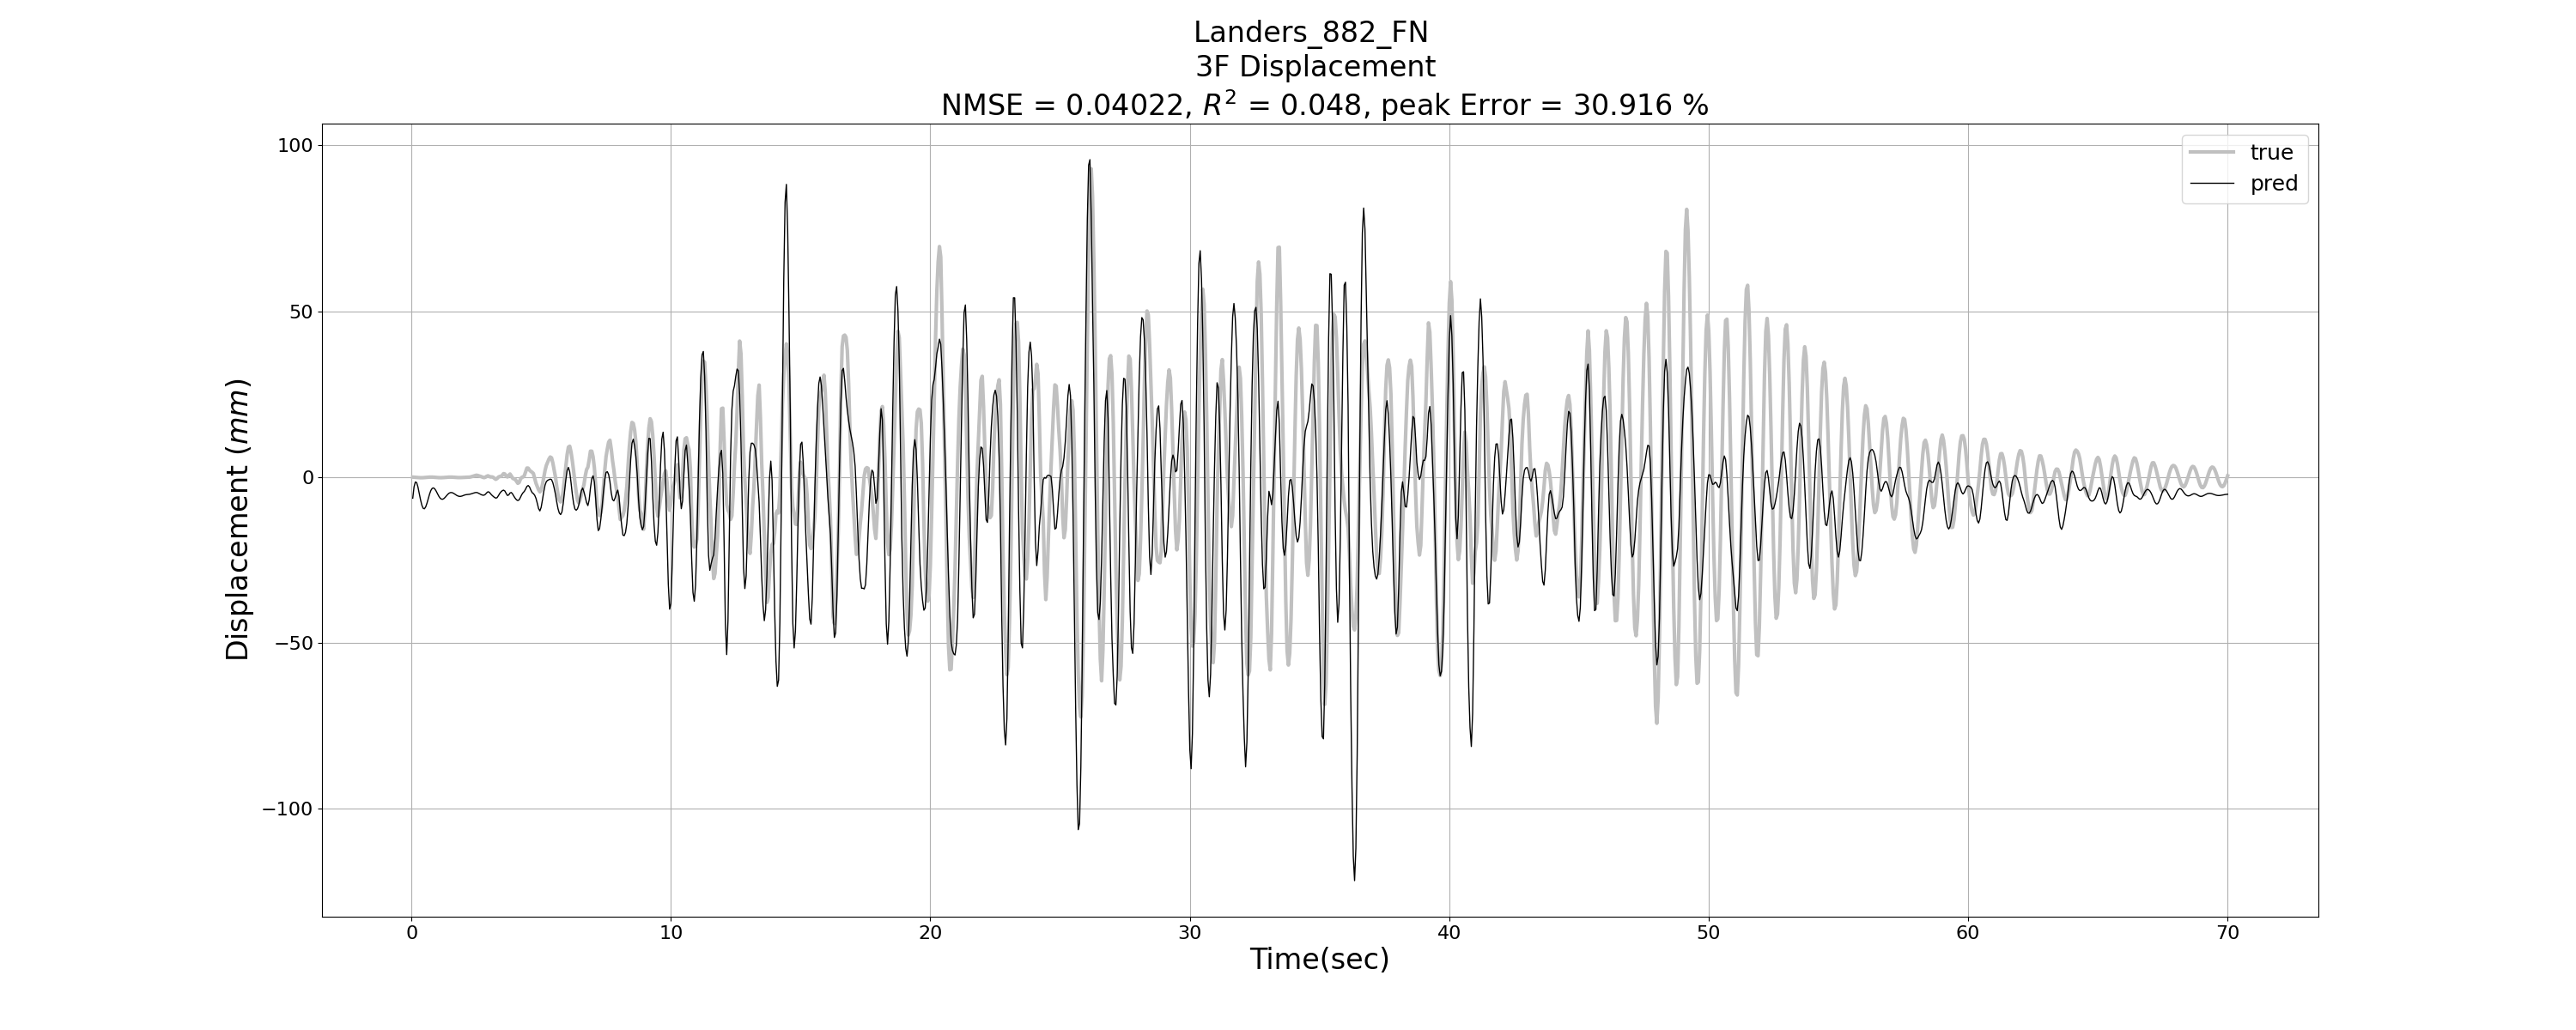 Landers_882_FN
3F Displacement
NMSE = 0.04022, R² = 0.048, peak Error = 30.916 %
true
pred
100
50
0
−50
−100
Displacement (mm)
0 10 20 30 40 50 60 70
Time(sec)